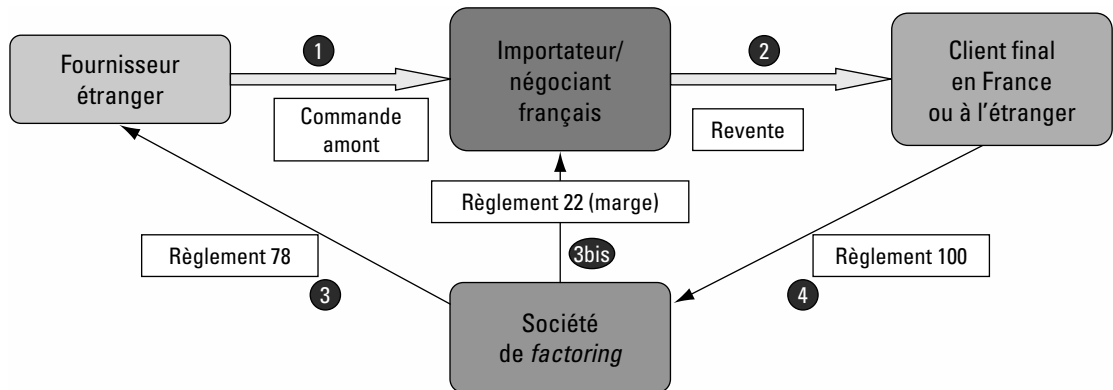 1
2
Fournisseur
étranger
Importateur/
négociant
français
Client final
en France
ou à l'étranger
Commande
amont
Revente
Règlement 22 (marge)
Règlement 78
3bis
Règlement 100
3
4
Société
de factoring